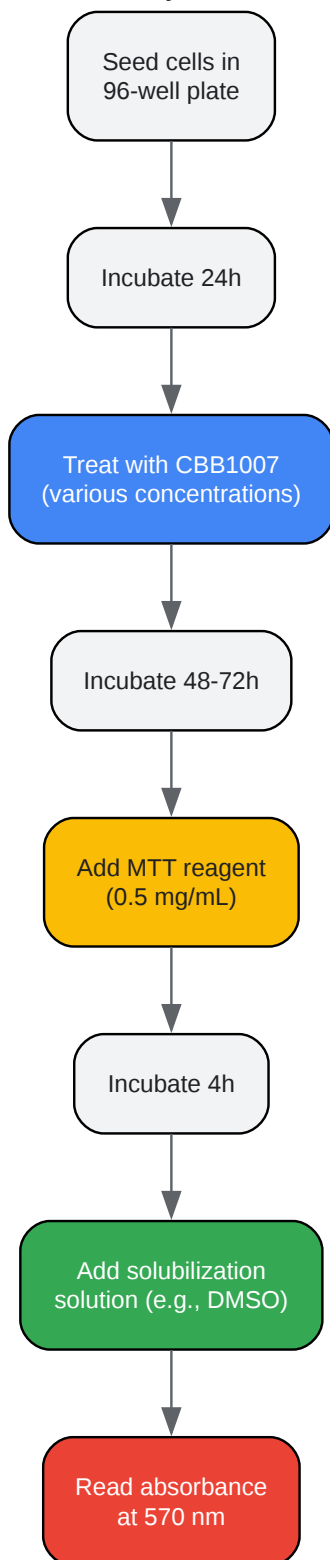 Seed cells in
96-well plate
Incubate 24h
Treat with CBB1007
(various concentrations)
Incubate 48-72h
Add MTT reagent
(0.5 mg/mL)
Incubate 4h
Add solubilization
solution (e.g., DMSO)
Read absorbance
at 570 nm